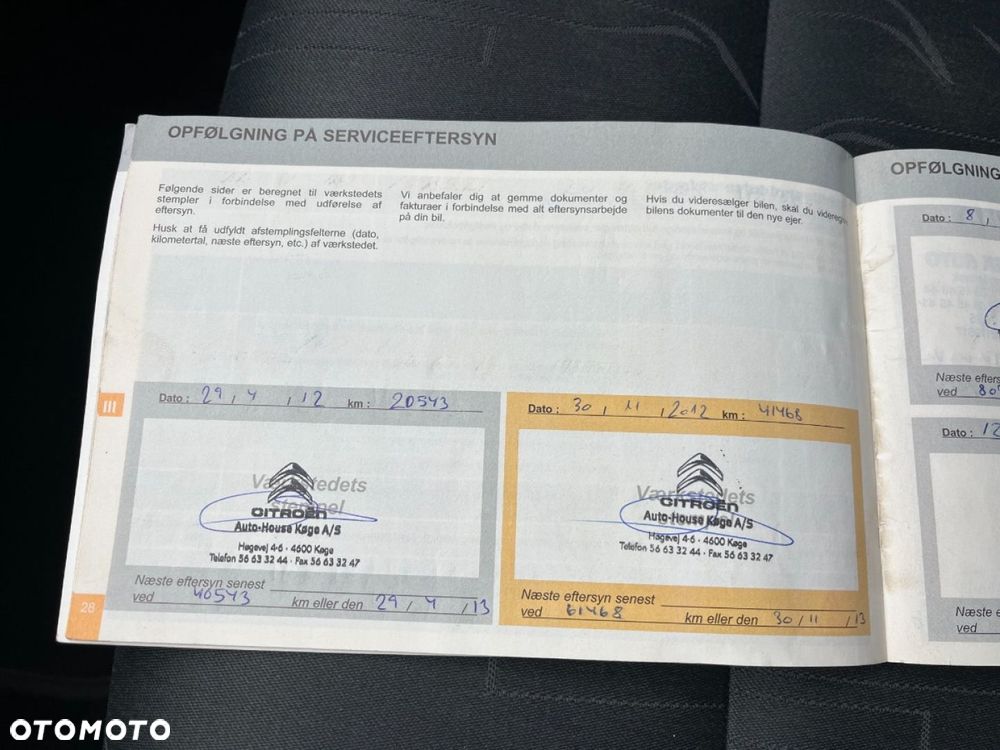 OPFØLGNING PÅ SERVICEEFTERSYN
Følgende sider er beregnet til værkstedets
stempler i forbindelse med udførelse af
eftersyn.
Husk at få udfyldt afstemplingsfelterne (dato,
kilometertal, næste eftersyn, etc.) af værkstedet.
Vi anbefaler dig at gemme dokumenter og
fakturaer i forbindelse med alt eftersynsarbejde
på din bil.
Hvis du videresælger bilen, skal du
bilens dokumenter til den nye ejer.
III
Dato : 29 / 4 / 12 km : 20543
Værkstedets
stempel
CITROËN
Auto-House Køge A/S
Høgevej 4-6 · 4600 Køge
Telefon 56 63 32 44 · Fax 56 63 32 47
Næste eftersyn senest
ved 40543 km eller den 29 / 4 / 13
28
Dato : 30 / 11 / 2012 km : 41468
Værkstedets
CITROËN
Auto-House Køge A/S
Høgevej 4-6 · 4600 Køge
Telefon 56 63 32 44 · Fax 56 63 32 47
Næste eftersyn senest
ved 61468 km eller den 30 / 11 / 13
OPFØLGNING
Dato : 8
Næste
ved
Dato : 12
Næste
ved
OTOMOTO